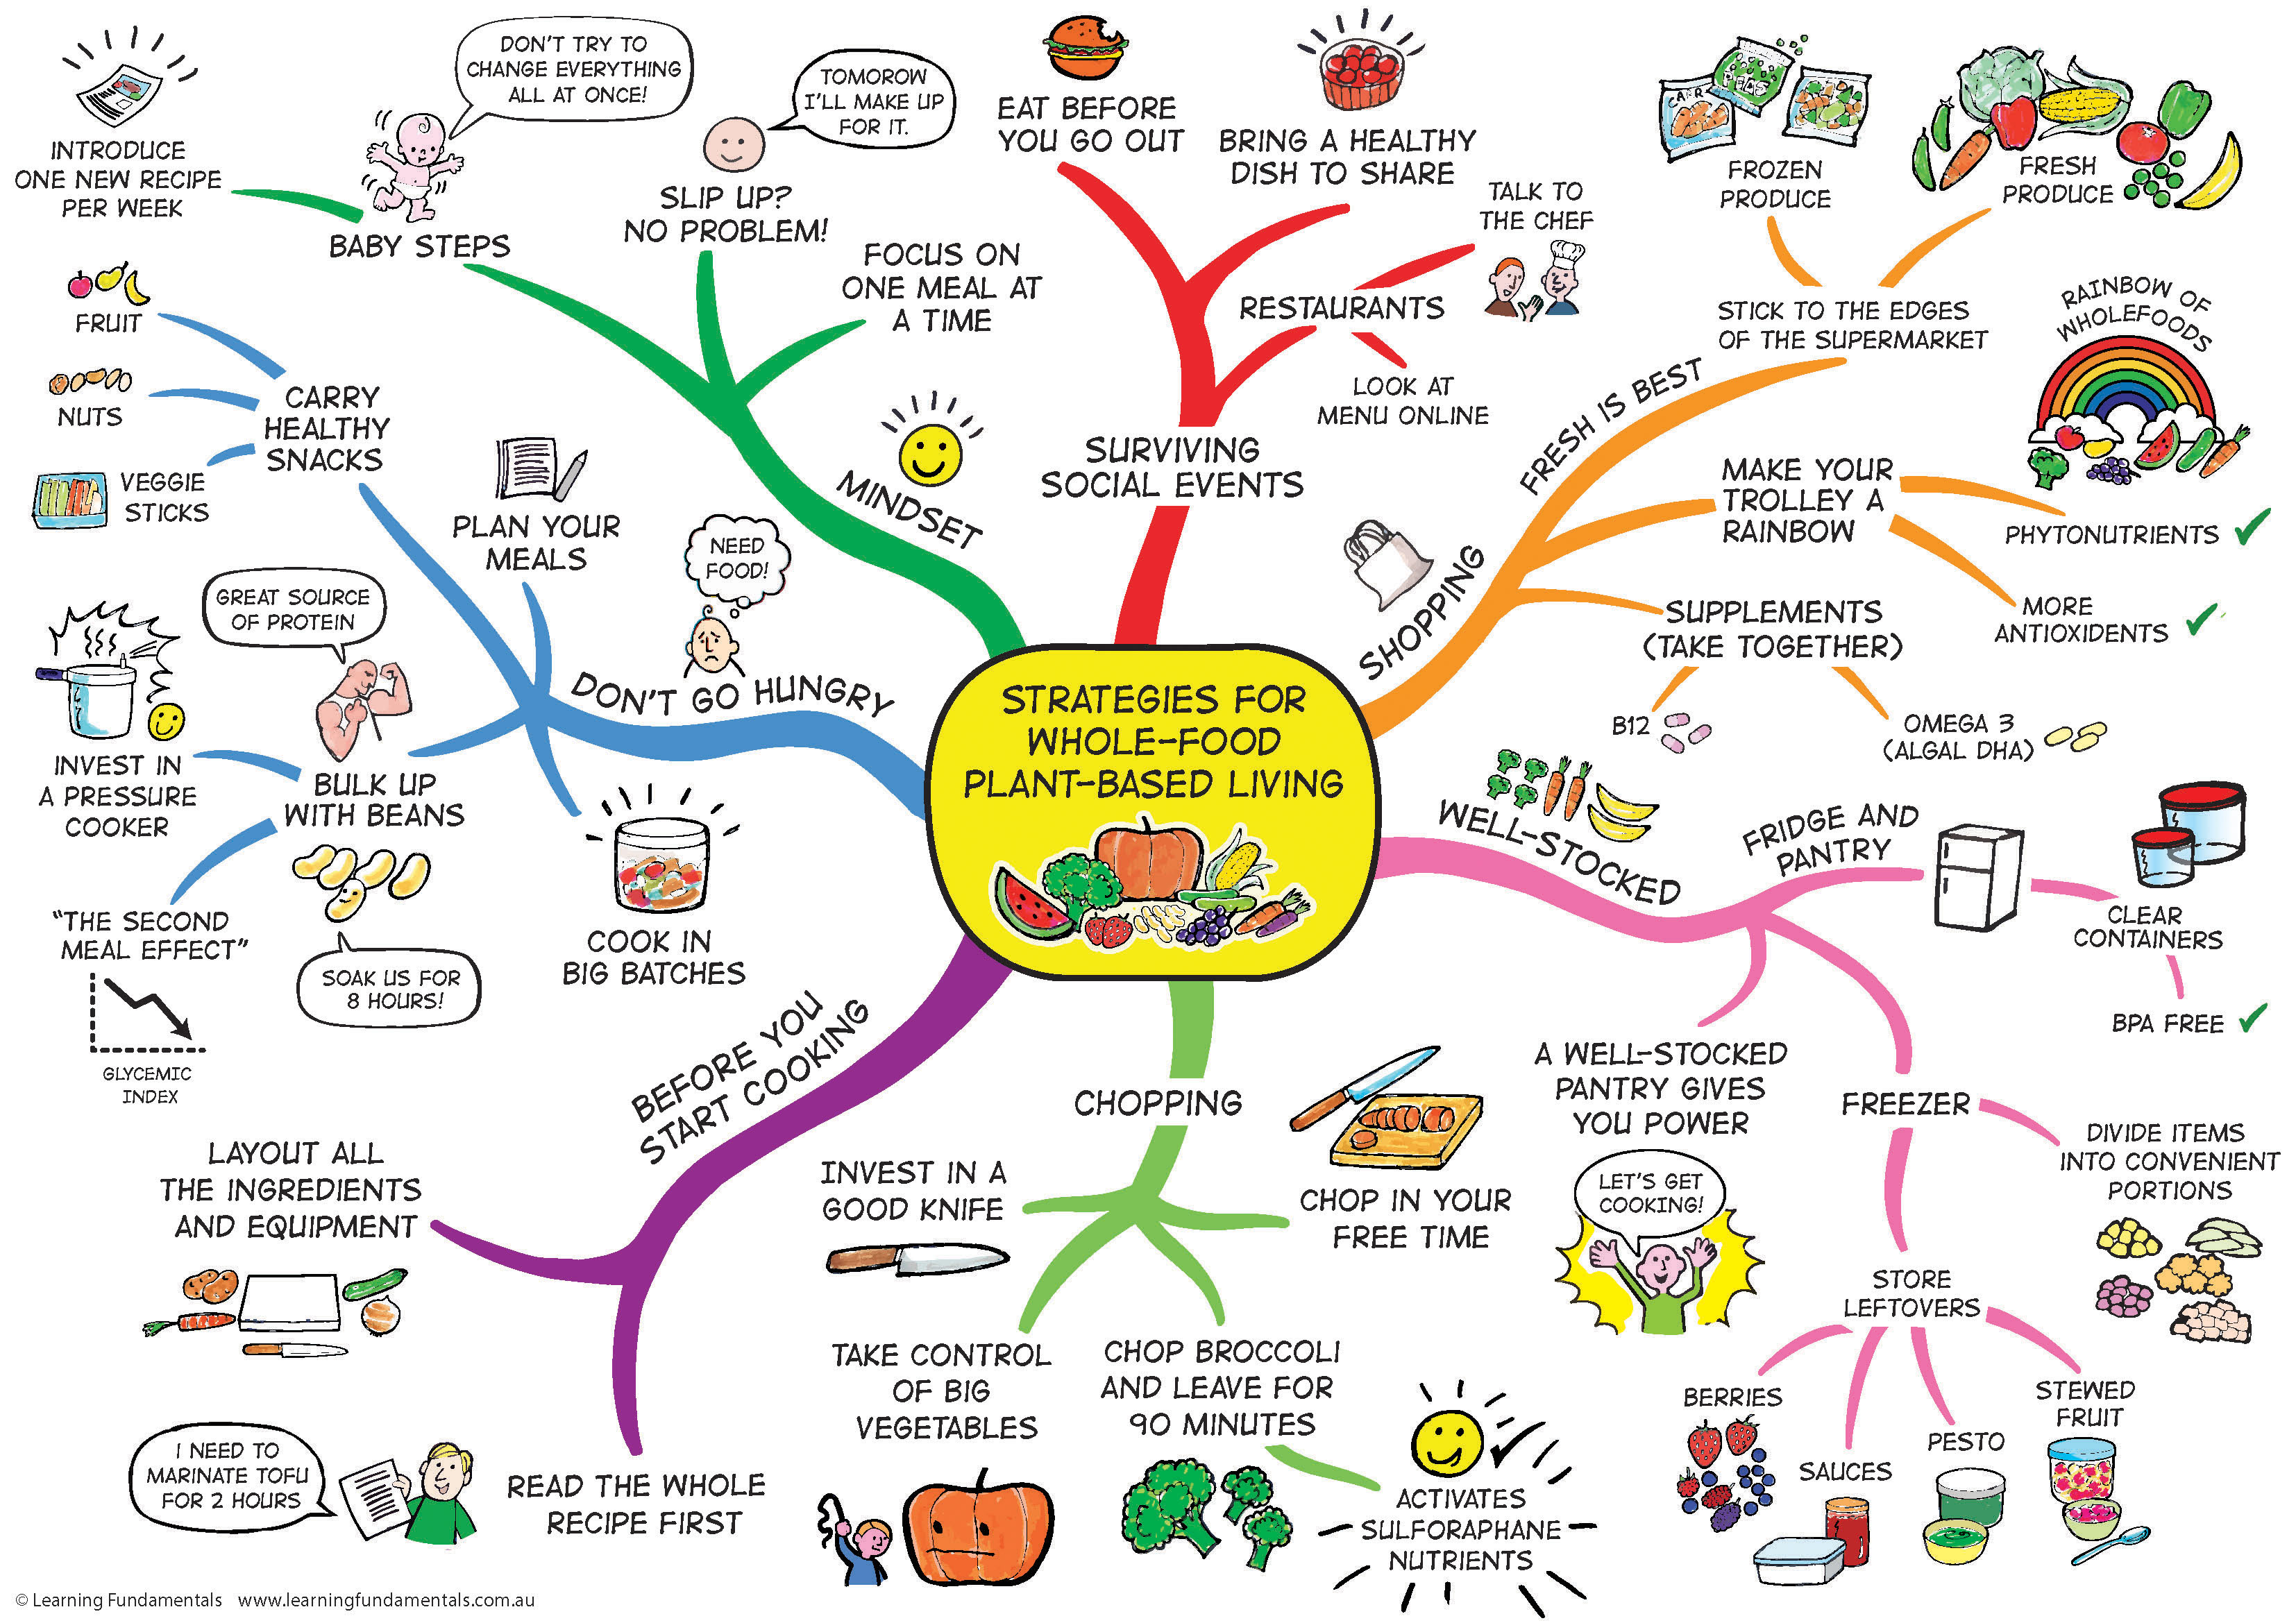 STRATEGIES FOR
WHOLE-FOOD
PLANT-BASED LIVING
SURVIVING
SOCIAL EVENTS
EAT BEFORE
YOU GO OUT
BRING A HEALTHY
DISH TO SHARE
RESTAURANTS
TALK TO
THE CHEF
LOOK AT
MENU ONLINE
SHOPPING
FRESH IS BEST
STICK TO THE EDGES
OF THE SUPERMARKET
FROZEN
PRODUCE
CARR
PEAS
FRESH
PRODUCE
MAKE YOUR
TROLLEY A
RAINBOW
RAINBOW OF
WHOLEFOODS
PHYTONUTRIENTS
MORE
ANTIOXIDENTS
SUPPLEMENTS
(TAKE TOGETHER)
B12
OMEGA 3
(ALGAL DHA)
WELL-STOCKED
FRIDGE AND
PANTRY
CLEAR
CONTAINERS
BPA FREE
A WELL-STOCKED
PANTRY GIVES
YOU POWER
LET'S GET
COOKING!
FREEZER
DIVIDE ITEMS
INTO CONVENIENT
PORTIONS
STORE
LEFTOVERS
BERRIES
SAUCES
PESTO
STEWED
FRUIT
CHOPPING
CHOP IN YOUR
FREE TIME
INVEST IN A
GOOD KNIFE
TAKE CONTROL
OF BIG
VEGETABLES
CHOP BROCCOLI
AND LEAVE FOR
90 MINUTES
ACTIVATES
SULFORAPHANE
NUTRIENTS
BEFORE YOU
START COOKING
LAYOUT ALL
THE INGREDIENTS
AND EQUIPMENT
READ THE WHOLE
RECIPE FIRST
I NEED TO
MARINATE TOFU
FOR 2 HOURS
DON'T GO HUNGRY
NEED
FOOD!
PLAN YOUR
MEALS
COOK IN
BIG BATCHES
CARRY
HEALTHY
SNACKS
FRUIT
NUTS
VEGGIE
STICKS
BULK UP
WITH BEANS
GREAT SOURCE
OF PROTEIN
SOAK US FOR
8 HOURS!
INVEST IN
A PRESSURE
COOKER
"THE SECOND
MEAL EFFECT"
GLYCEMIC
INDEX
MINDSET
BABY STEPS
DON'T TRY TO
CHANGE EVERYTHING
ALL AT ONCE!
INTRODUCE
ONE NEW RECIPE
PER WEEK
SLIP UP?
NO PROBLEM!
TOMOROW
I'LL MAKE UP
FOR IT.
FOCUS ON
ONE MEAL AT
A TIME
© Learning Fundamentals www.learningfundamentals.com.au